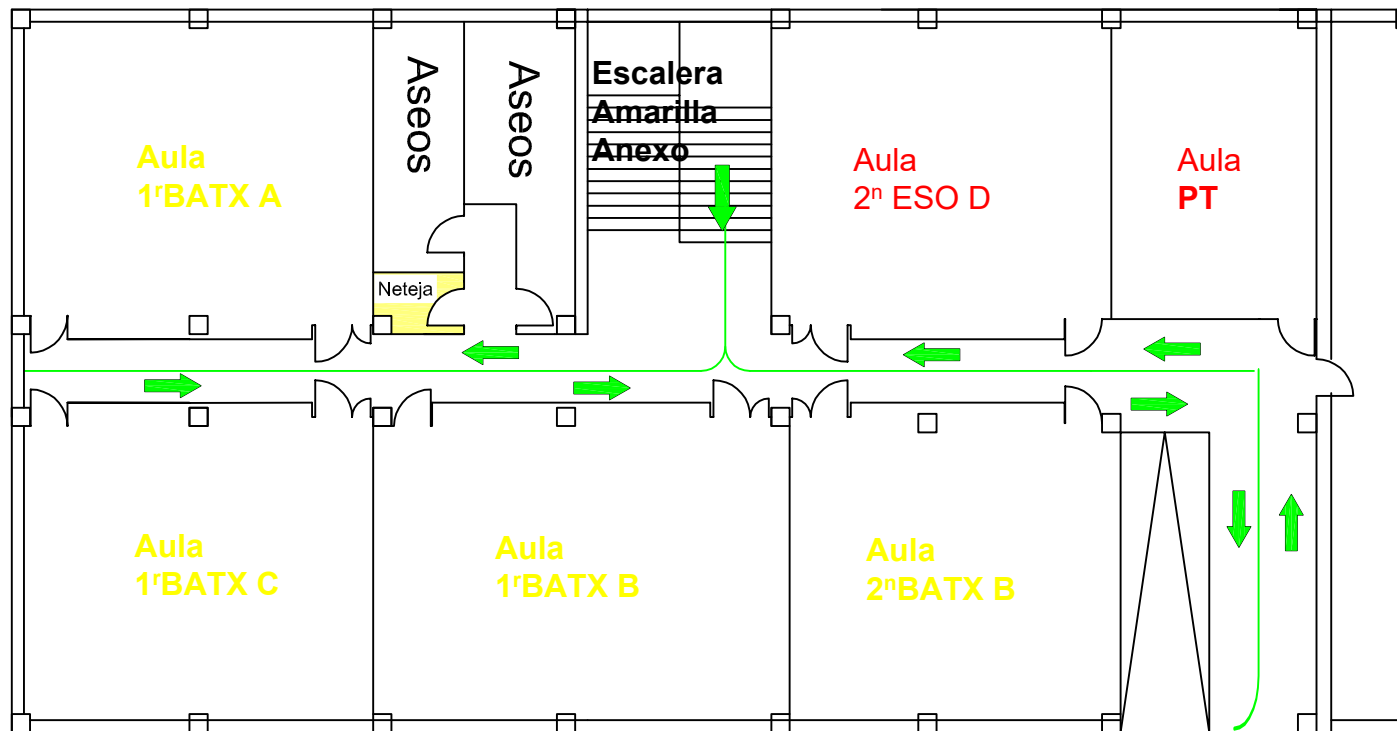 Aula
1ʳBATX A
Aseos
Aseos
Escalera
Amarilla
Anexo
Aula
2ⁿ ESO D
Aula
PT
Neteja
Aula
1ʳBATX C
Aula
1ʳBATX B
Aula
2ⁿBATX B